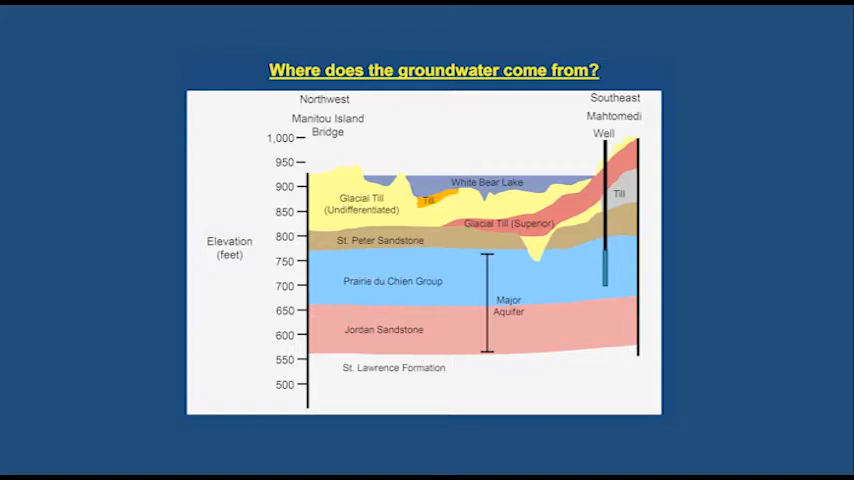 Where does the groundwater come from?
Northwest
Southeast
Manitou Island
Bridge
Mahtomedi
Well
1,000
950
900
850
800
750
700
650
600
550
500
Elevation
(feet)
White Bear Lake
Glacial Till
(Undifferentiated)
Till
Till
Glacial Till (Superior)
St. Peter Sandstone
Prairie du Chien Group
Major
Aquifer
Jordan Sandstone
St. Lawrence Formation